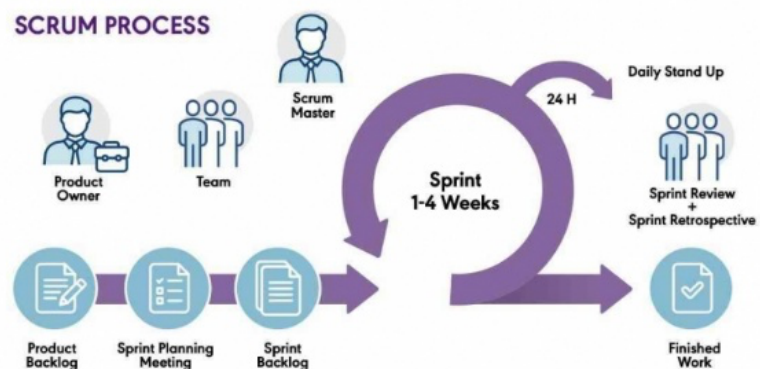 SCRUM PROCESS
Scrum
Master
Product
Owner
Team
Daily Stand Up
24 H
Sprint
1-4 Weeks
Sprint Review
+
Sprint Retrospective
Product
Backlog
Sprint Planning
Meeting
Sprint
Backlog
Finished
Work